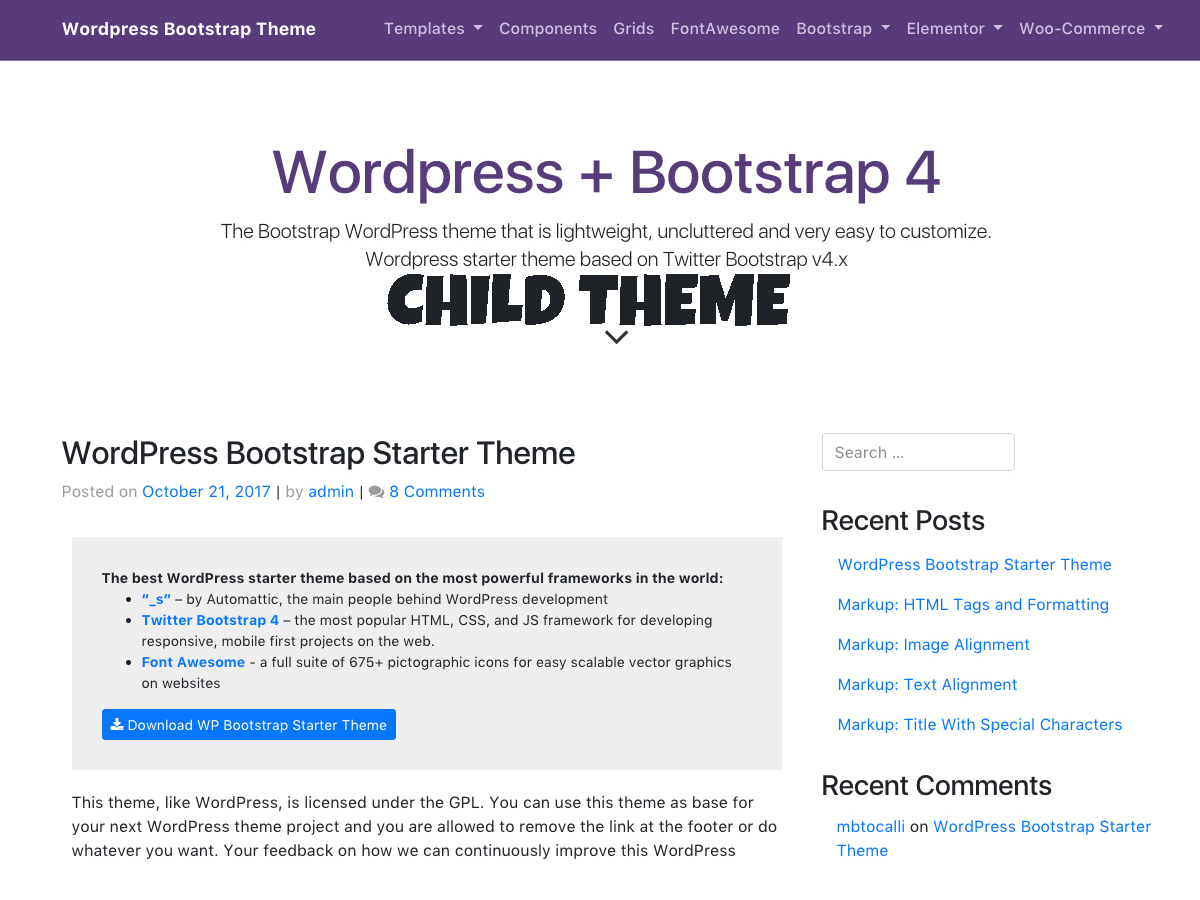 Wordpress Bootstrap Theme
Templates Components Grids FontAwesome Bootstrap Elementor Woo-Commerce
Wordpress + Bootstrap 4
The Bootstrap WordPress theme that is lightweight, uncluttered and very easy to customize.
Wordpress starter theme based on Twitter Bootstrap v4.x
CHILD THEME
WordPress Bootstrap Starter Theme
Posted on October 21, 2017 | by admin | 8 Comments
The best WordPress starter theme based on the most powerful frameworks in the world:
• “_s” – by Automattic, the main people behind WordPress development
• Twitter Bootstrap 4 – the most popular HTML, CSS, and JS framework for developing
responsive, mobile first projects on the web.
• Font Awesome - a full suite of 675+ pictographic icons for easy scalable vector graphics
on websites
Download WP Bootstrap Starter Theme
This theme, like WordPress, is licensed under the GPL. You can use this theme as base for
your next WordPress theme project and you are allowed to remove the link at the footer or do
whatever you want. Your feedback on how we can continuously improve this WordPress
Search ...
Recent Posts
WordPress Bootstrap Starter Theme
Markup: HTML Tags and Formatting
Markup: Image Alignment
Markup: Text Alignment
Markup: Title With Special Characters
Recent Comments
mbtocalli on WordPress Bootstrap Starter
Theme